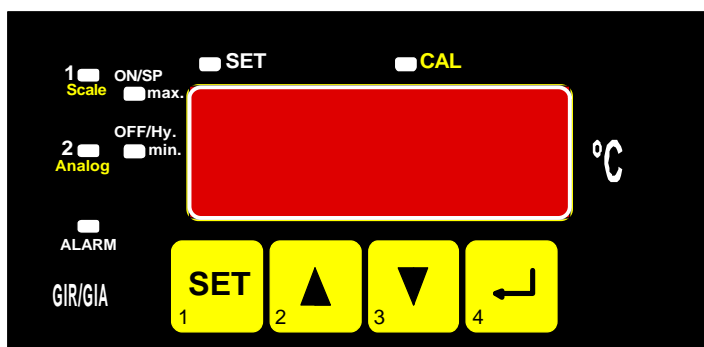 SET CAL
1 ON/SP
Scale max.
OFF/Hy.
2 min.
Analog
°C
ALARM
GIR/GIA
SET
1 2 3 4